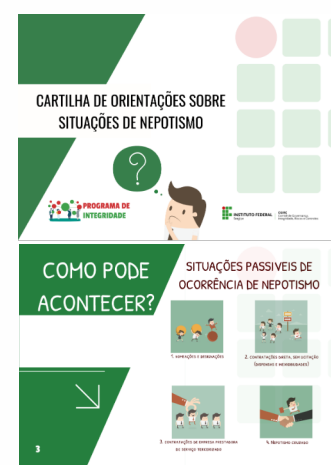 CARTILHA DE ORIENTAÇÕES SOBRE
SITUAÇÕES DE NEPOTISMO
?
PROGRAMA DE
INTEGRIDADE
INSTITUTO FEDERAL
COMO PODE
ACONTECER?
SITUAÇÕES PASSIVEIS DE
OCORRÊNCIA DE NEPOTISMO
1. NOMEAÇÕES E DESIGNAÇÕES
2. CONTRATAÇÕES DIRETA, SEM LICITAÇÃO
(DISPENSAS E INEXIGIBILIDADES)
3. CONTRATAÇÕES DE EMPRESA PRESTADORA
DE SERVIÇO TERCEIRIZADO
4. NEPOTISMO CRUZADO
3